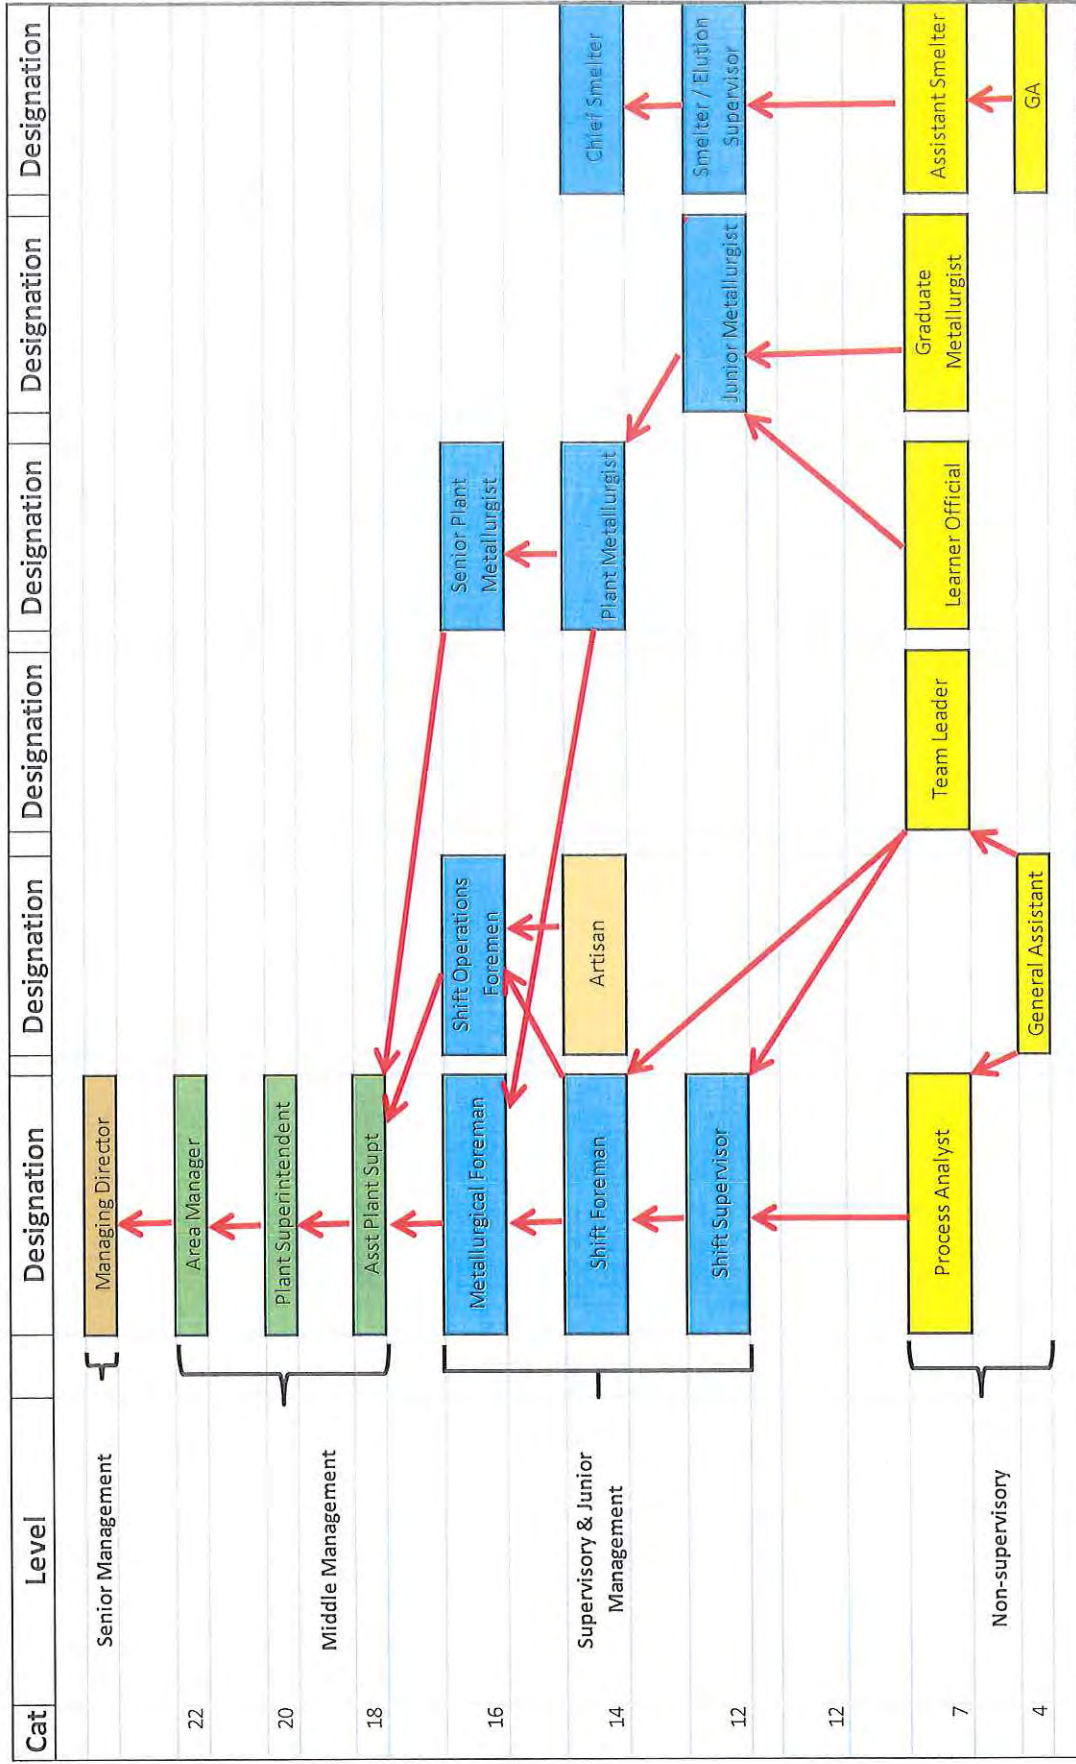 Cat Level Designation Designation Designation Designation Designation Designation
Senior Management Managing Director
22 Area Manager
20 Middle Management Plant Superintendent
18 Asst Plant Supt
16 Metallurgical Foreman Shift Operations Foremen Senior Plant Metallurgist
14 Supervisory & Junior Management Shift Foreman Artisan Plant Metallurgist Chief Smelter
12 Shift Supervisor Junior Metallurgist Smelter / Elution Supervisor
12
7 Non-supervisory Process Analyst Team Leader Learner Official Graduate Metallurgist Assistant Smelter
4 General Assistant GA